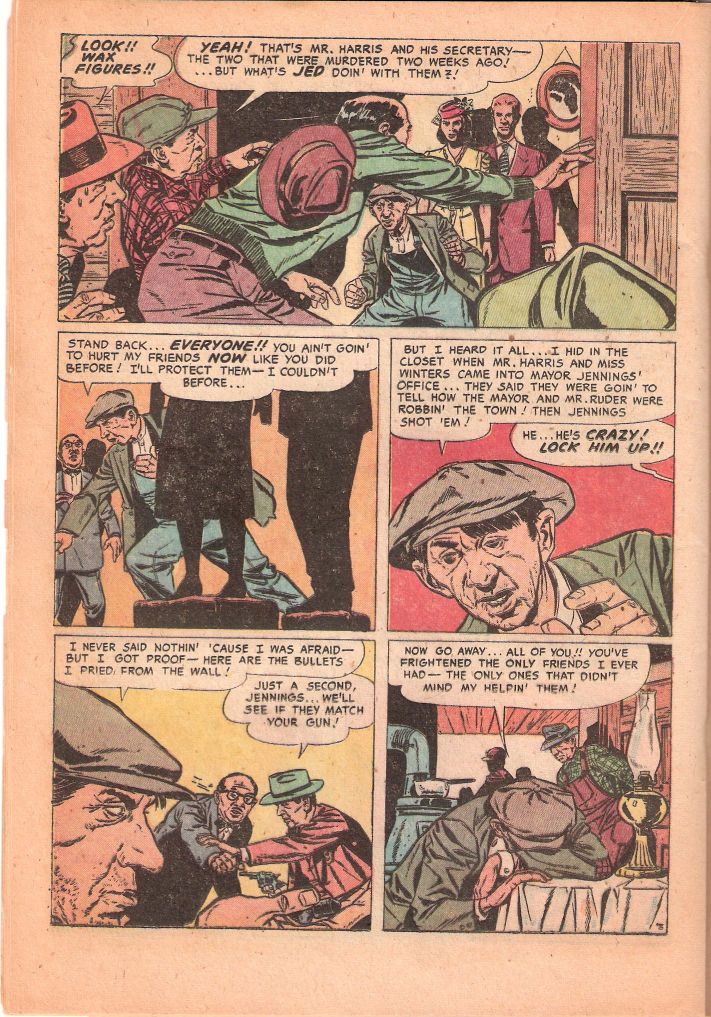 LOOK!!
WAX
FIGURES!!
YEAH! THAT'S MR. HARRIS AND HIS SECRETARY—
THE TWO THAT WERE MURDERED TWO WEEKS AGO!
...BUT WHAT'S JED DOIN' WITH THEM?!
STAND BACK... EVERYONE!! YOU AIN'T GOIN'
TO HURT MY FRIENDS NOW LIKE YOU DID
BEFORE! I'LL PROTECT THEM—I COULDN'T
BEFORE...
BUT I HEARD IT ALL... I HID IN THE
CLOSET WHEN MR. HARRIS AND MISS
WINTERS CAME INTO MAYOR JENNINGS'
OFFICE... THEY SAID THEY WERE GOIN' TO
TELL HOW THE MAYOR AND MR. RUDER WERE
ROBBIN' THE TOWN! THEN JENNINGS
SHOT 'EM!
HE... HE'S CRAZY!
LOCK HIM UP!!
I NEVER SAID NOTHIN' 'CAUSE I WAS AFRAID—
BUT I GOT PROOF—HERE ARE THE BULLETS
I PRIED FROM THE WALL!
JUST A SECOND,
JENNINGS... WE'LL
SEE IF THEY MATCH
YOUR GUN!
NOW GO AWAY... ALL OF YOU!! YOU'VE
FRIGHTENED THE ONLY FRIENDS I EVER
HAD—THE ONLY ONES THAT DIDN'T
MIND MY HELPIN' THEM!